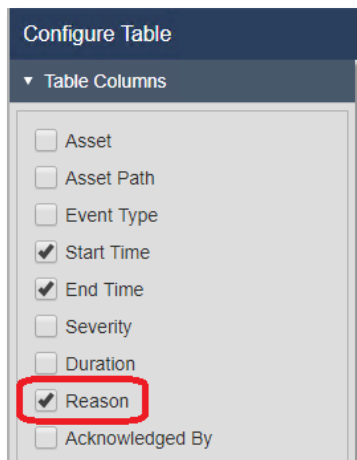 Configure Table
Table Columns
Asset
Asset Path
Event Type
Start Time
End Time
Severity
Duration
Reason
Acknowledged By